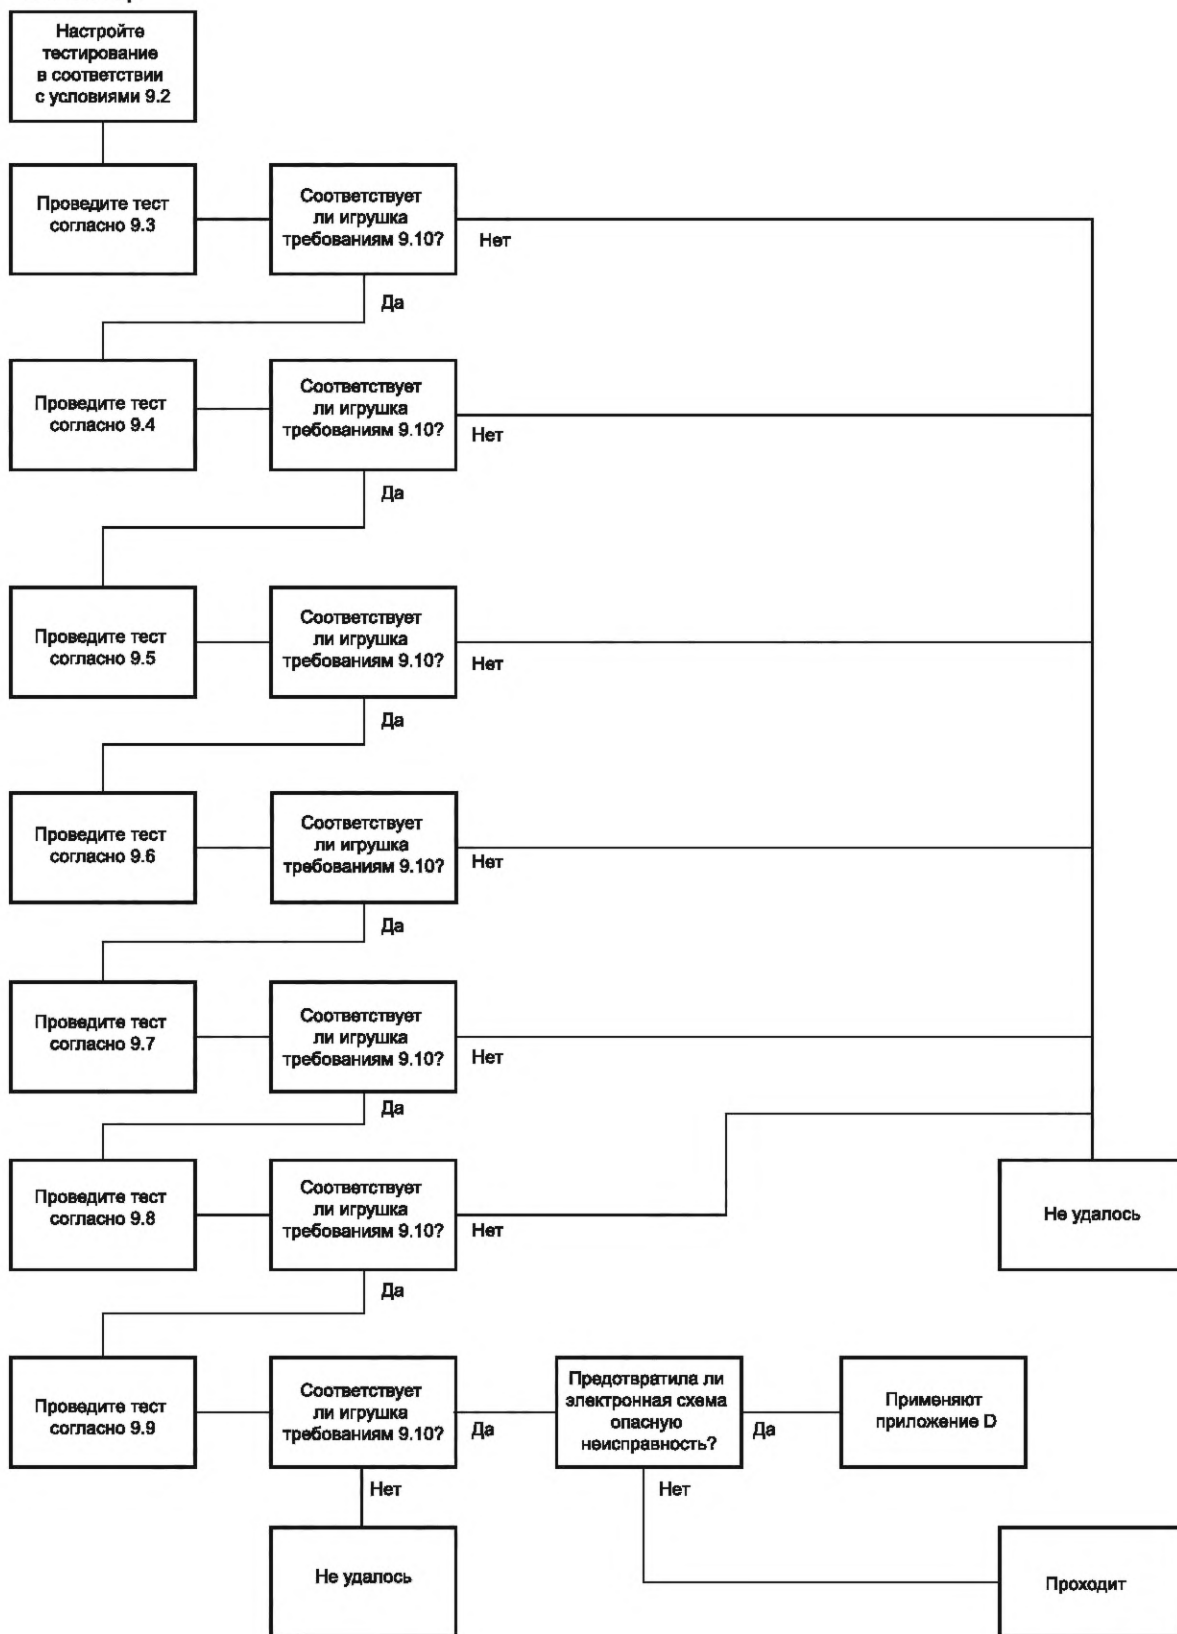 Настройте
тестирование
в соответствии
с условиями 9.2
Проведите тест
согласно 9.3
Соответствует
ли игрушка
требованиям 9.10?
Нет
Да
Проведите тест
согласно 9.4
Соответствует
ли игрушка
требованиям 9.10?
Нет
Да
Проведите тест
согласно 9.5
Соответствует
ли игрушка
требованиям 9.10?
Нет
Да
Проведите тест
согласно 9.6
Соответствует
ли игрушка
требованиям 9.10?
Нет
Да
Проведите тест
согласно 9.7
Соответствует
ли игрушка
требованиям 9.10?
Нет
Да
Проведите тест
согласно 9.8
Соответствует
ли игрушка
требованиям 9.10?
Нет
Не удалось
Да
Проведите тест
согласно 9.9
Соответствует
ли игрушка
требованиям 9.10?
Да
Предотвратила ли
электронная схема
опасную
неисправность?
Да
Применяют
приложение D
Нет
Нет
Не удалось
Проходит